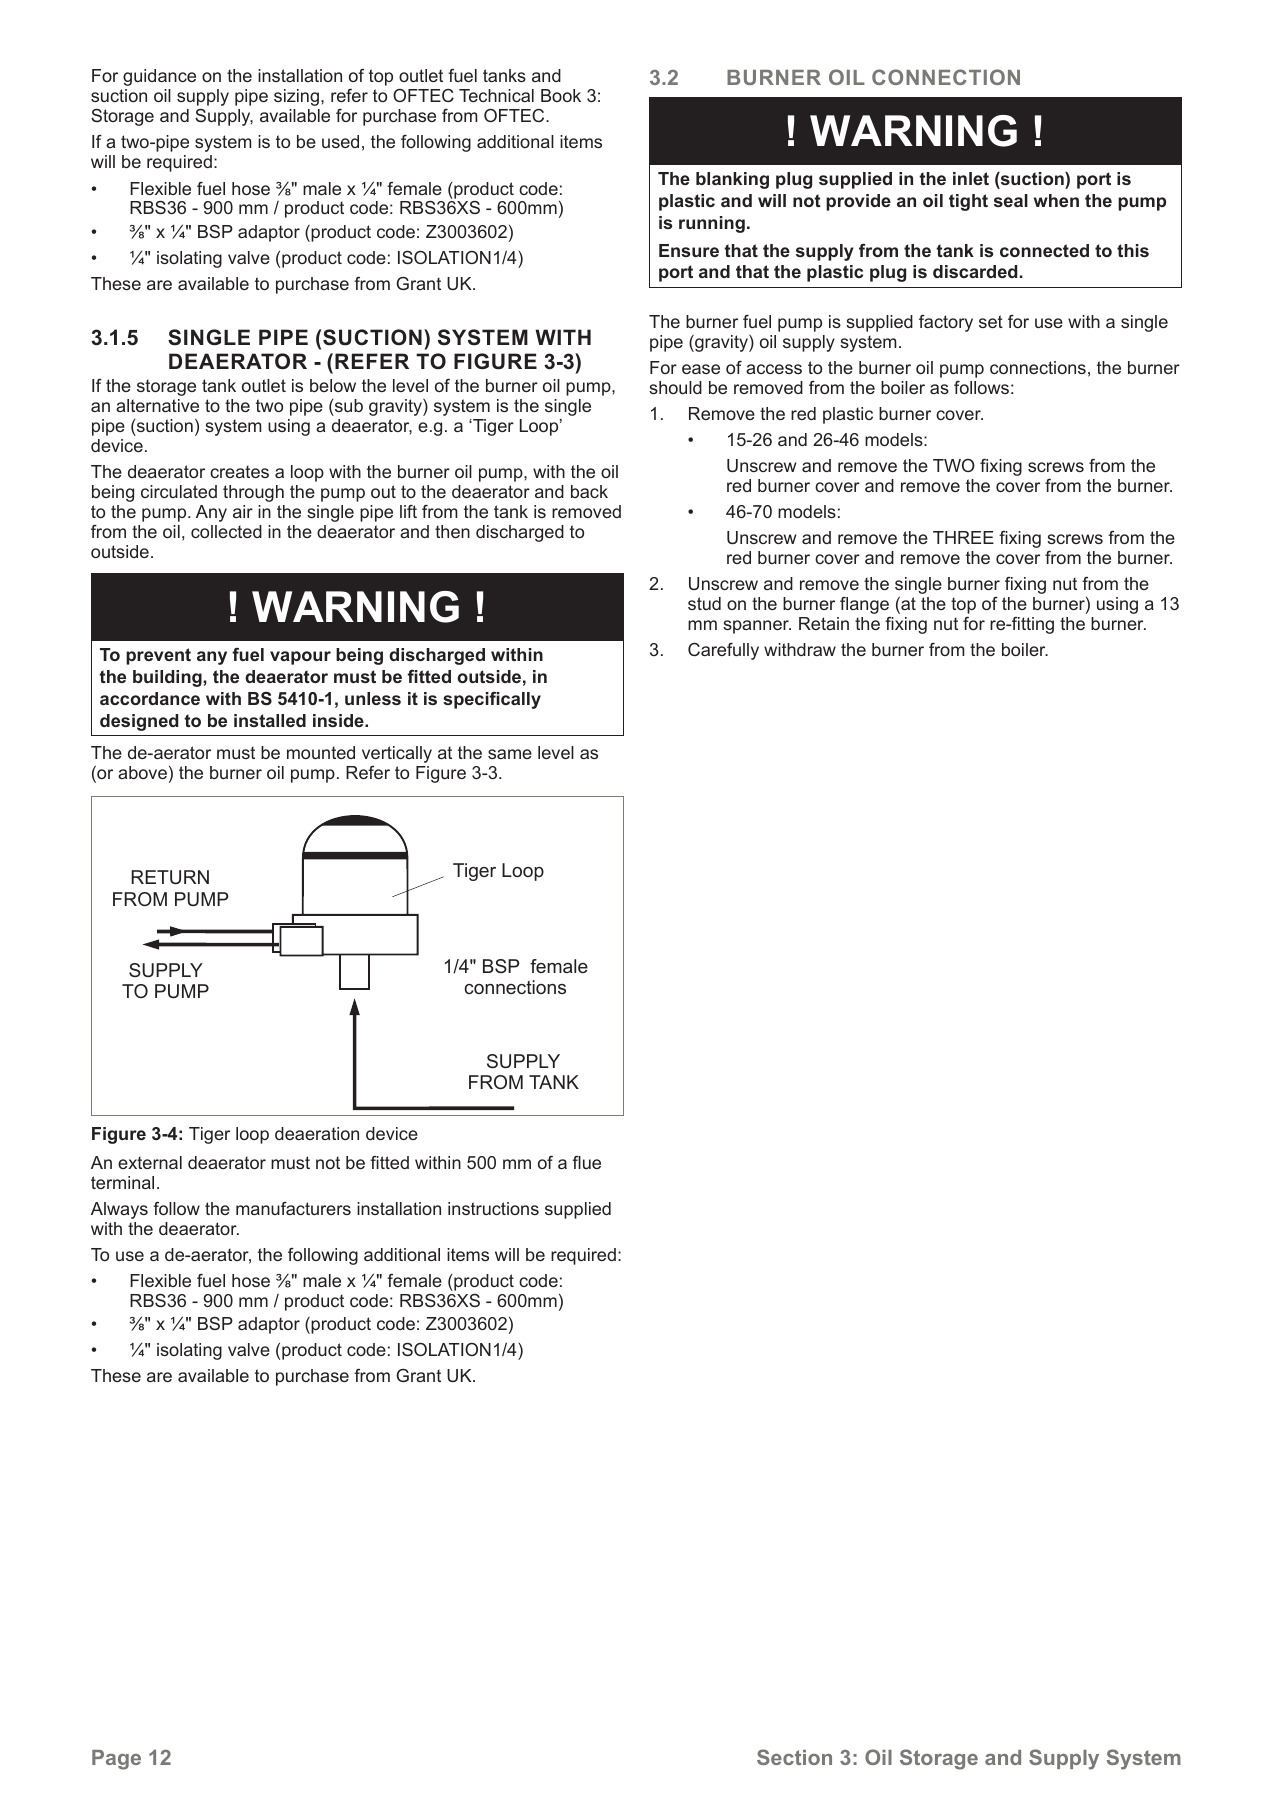 For guidance on the installation of top outlet fuel tanks and
suction oil supply pipe sizing, refer to OFTEC Technical Book 3:
Storage and Supply, available for purchase from OFTEC.
If a two-pipe system is to be used, the following additional items
will be required:
• Flexible fuel hose ⅜" male x ¼" female (product code:
RBS36 - 900 mm / product code: RBS36XS - 600mm)
• ⅜" x ¼" BSP adaptor (product code: Z3003602)
• ¼" isolating valve (product code: ISOLATION1/4)
These are available to purchase from Grant UK.
3.1.5 SINGLE PIPE (SUCTION) SYSTEM WITH
DEAERATOR - (REFER TO FIGURE 3-3)
If the storage tank outlet is below the level of the burner oil pump,
an alternative to the two pipe (sub gravity) system is the single
pipe (suction) system using a deaerator, e.g. a ‘Tiger Loop’
device.
The deaerator creates a loop with the burner oil pump, with the oil
being circulated through the pump out to the deaerator and back
to the pump. Any air in the single pipe lift from the tank is removed
from the oil, collected in the deaerator and then discharged to
outside.
! WARNING !
To prevent any fuel vapour being discharged within
the building, the deaerator must be fitted outside, in
accordance with BS 5410-1, unless it is specifically
designed to be installed inside.
The de-aerator must be mounted vertically at the same level as
(or above) the burner oil pump. Refer to Figure 3-3.
Tiger Loop
RETURN
FROM PUMP
SUPPLY
TO PUMP
1/4" BSP female
connections
SUPPLY
FROM TANK
Figure 3-4: Tiger loop deaeration device
An external deaerator must not be fitted within 500 mm of a flue
terminal.
Always follow the manufacturers installation instructions supplied
with the deaerator.
To use a de-aerator, the following additional items will be required:
• Flexible fuel hose ⅜" male x ¼" female (product code:
RBS36 - 900 mm / product code: RBS36XS - 600mm)
• ⅜" x ¼" BSP adaptor (product code: Z3003602)
• ¼" isolating valve (product code: ISOLATION1/4)
These are available to purchase from Grant UK.
3.2 BURNER OIL CONNECTION
! WARNING !
The blanking plug supplied in the inlet (suction) port is
plastic and will not provide an oil tight seal when the pump
is running.
Ensure that the supply from the tank is connected to this
port and that the plastic plug is discarded.
The burner fuel pump is supplied factory set for use with a single
pipe (gravity) oil supply system.
For ease of access to the burner oil pump connections, the burner
should be removed from the boiler as follows:
1. Remove the red plastic burner cover.
• 15-26 and 26-46 models:
Unscrew and remove the TWO fixing screws from the
red burner cover and remove the cover from the burner.
• 46-70 models:
Unscrew and remove the THREE fixing screws from the
red burner cover and remove the cover from the burner.
2. Unscrew and remove the single burner fixing nut from the
stud on the burner flange (at the top of the burner) using a 13
mm spanner. Retain the fixing nut for re-fitting the burner.
3. Carefully withdraw the burner from the boiler.
Page 12
Section 3: Oil Storage and Supply System